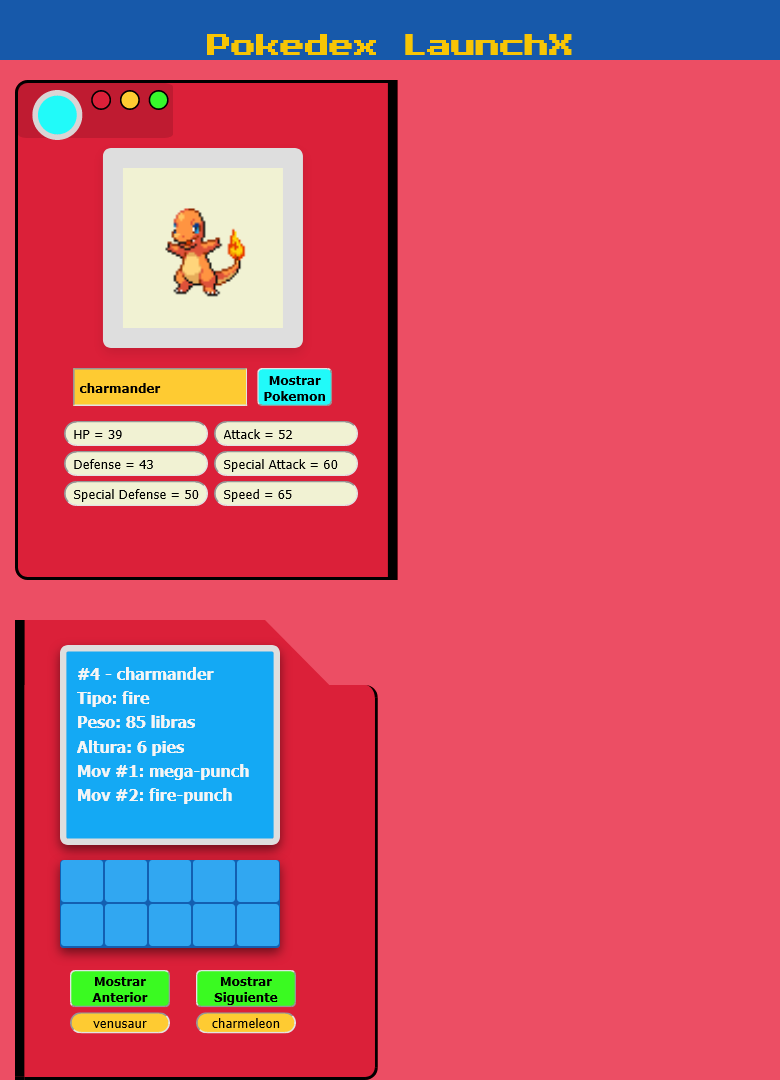 Pokedex LaunchX
charmander
Mostrar
Pokemon
HP = 39
Attack = 52
Defense = 43
Special Attack = 60
Special Defense = 50
Speed = 65
#4 - charmander
Tipo: fire
Peso: 85 libras
Altura: 6 pies
Mov #1: mega-punch
Mov #2: fire-punch
Mostrar
Anterior
Mostrar
Siguiente
venusaur
charmeleon